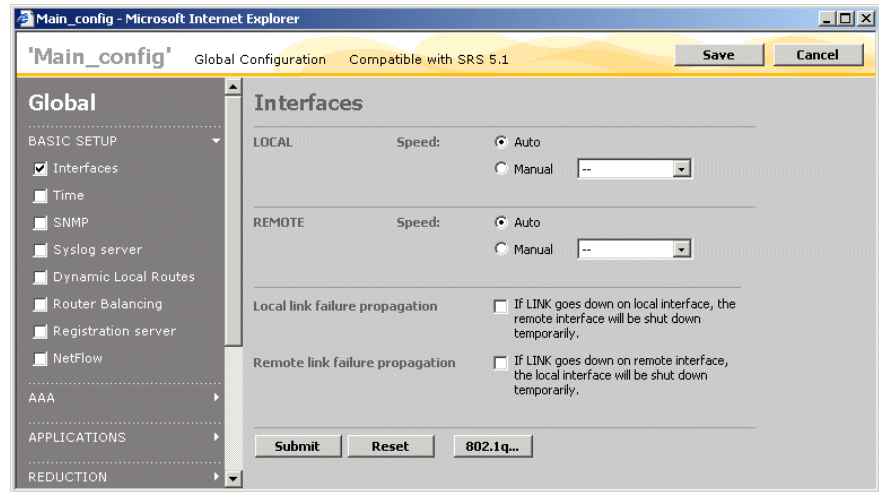 Main_config - Microsoft Internet Explorer
'Main_config' Global Configuration Compatible with SRS 5.1 Save Cancel
Global
BASIC SETUP
Interfaces
Time
SNMP
Syslog server
Dynamic Local Routes
Router Balancing
Registration server
NetFlow
AAA
APPLICATIONS
REDUCTION
Interfaces
LOCAL Speed: Auto
Manual --
REMOTE Speed: Auto
Manual --
Local link failure propagation If LINK goes down on local interface, the
remote interface will be shut down
temporarily.
Remote link failure propagation If LINK goes down on remote interface,
the local interface will be shut down
temporarily.
Submit Reset 802.1q...